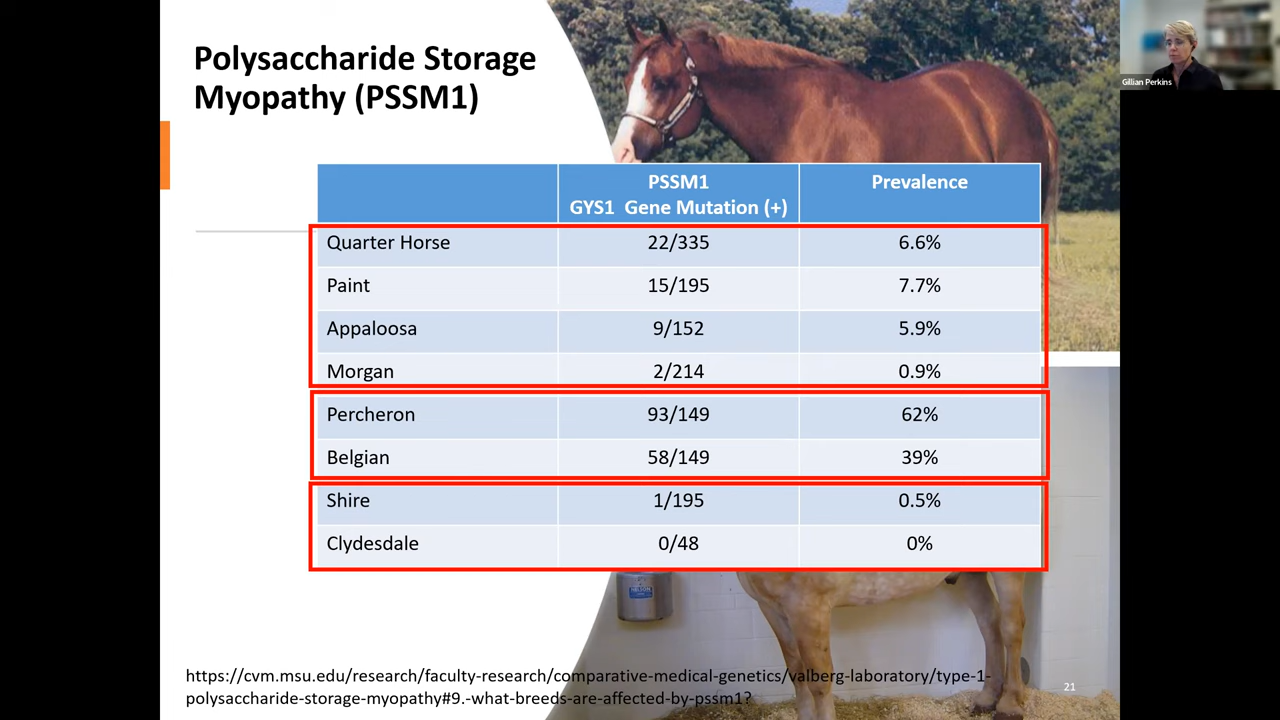 Polysaccharide Storage
Myopathy (PSSM1)
Gillian Perkins
PSSM1
GYS1 Gene Mutation (+)
Prevalence
Quarter Horse 22/335 6.6%
Paint 15/195 7.7%
Appaloosa 9/152 5.9%
Morgan 2/214 0.9%
Percheron 93/149 62%
Belgian 58/149 39%
Shire 1/195 0.5%
Clydesdale 0/48 0%
https://cvm.msu.edu/research/faculty-research/comparative-medical-genetics/valberg-laboratory/type-1-
polysaccharide-storage-myopathy#9.-what-breeds-are-affected-by-pssm1?
21